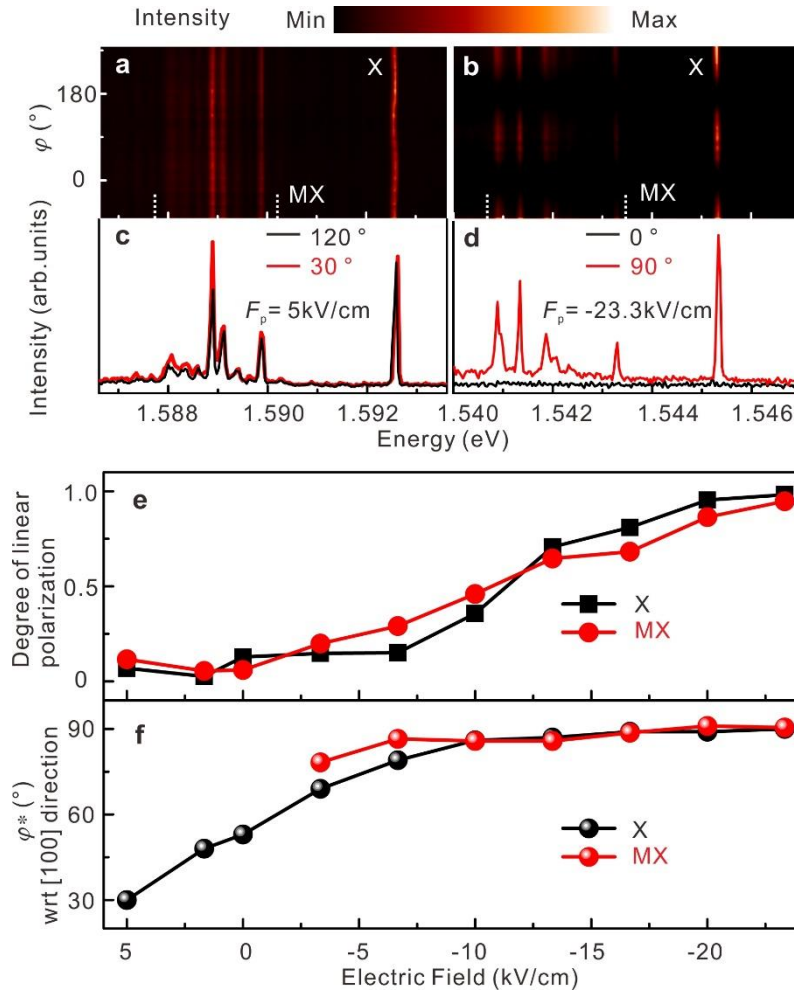 Intensity Min Max
a X b X
180
φ (°)
0
MX MX
c 120 ° d 0 °
30 ° 90 °
Fp = 5kV/cm Fp = -23.3kV/cm
Intensity (arb.units)
1.588 1.590 1.592 1.540 1.542 1.544 1.546
Energy (eV)
1.0 e
0.5
0
Degree of linear
polarization
X
MX
90 f
60
30
φ* (°)
wrt [100] direction
X
MX
5 0 -5 -10 -15 -20
Electric Field (kV/cm)